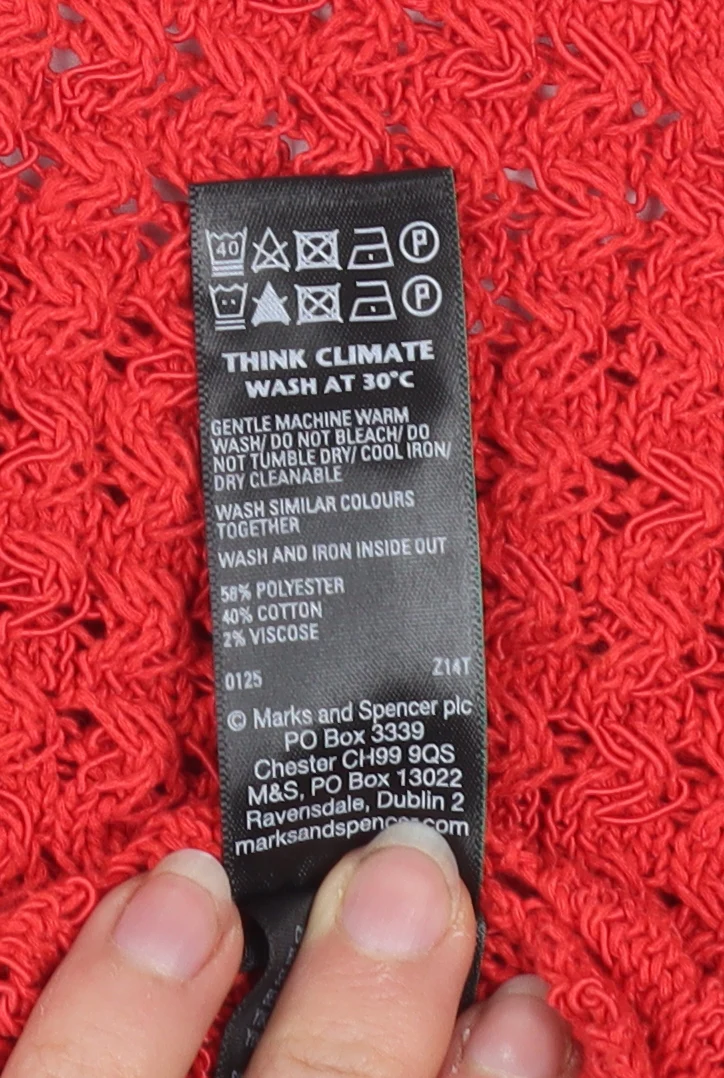 40 P
P
THINK CLIMATE
WASH AT 30°C
GENTLE MACHINE WARM
WASH/ DO NOT BLEACH/ DO
NOT TUMBLE DRY/ COOL IRON/
DRY CLEANABLE
WASH SIMILAR COLOURS
TOGETHER
WASH AND IRON INSIDE OUT
58% POLYESTER
40% COTTON
2% VISCOSE
0125 Z14T
© Marks and Spencer plc
PO Box 3339
Chester CH99 9QS
M&S, PO Box 13022
Ravensdale, Dublin 2
marksandspencer.com